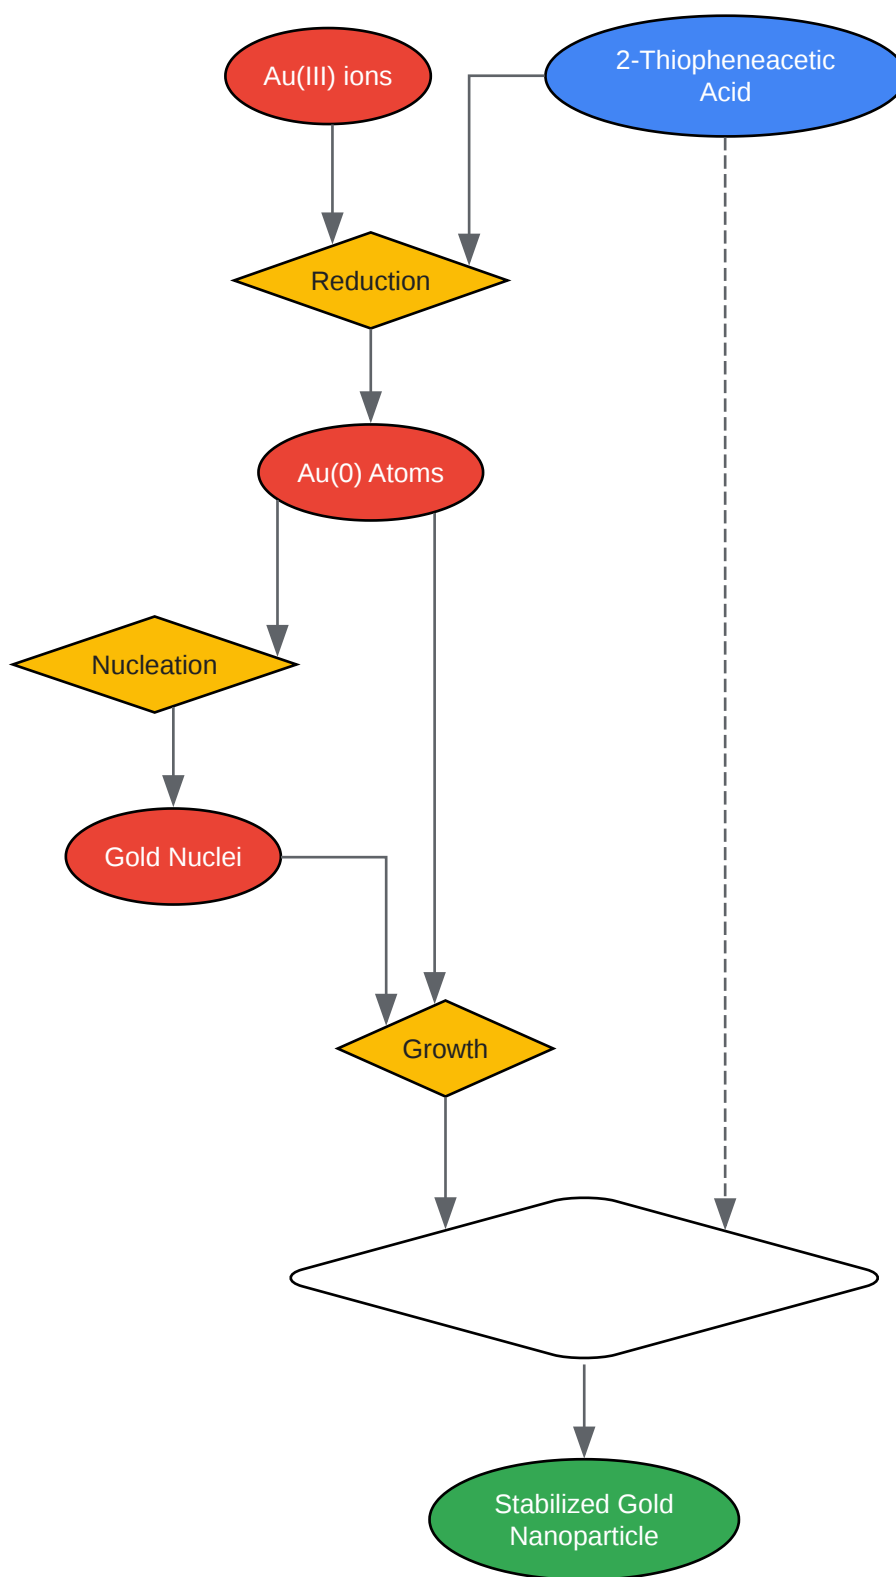 Au(III) ions
2-Thiopheneacetic
Acid
Reduction
Au(0) Atoms
Nucleation
Gold Nuclei
Growth
Stabilized Gold
Nanoparticle